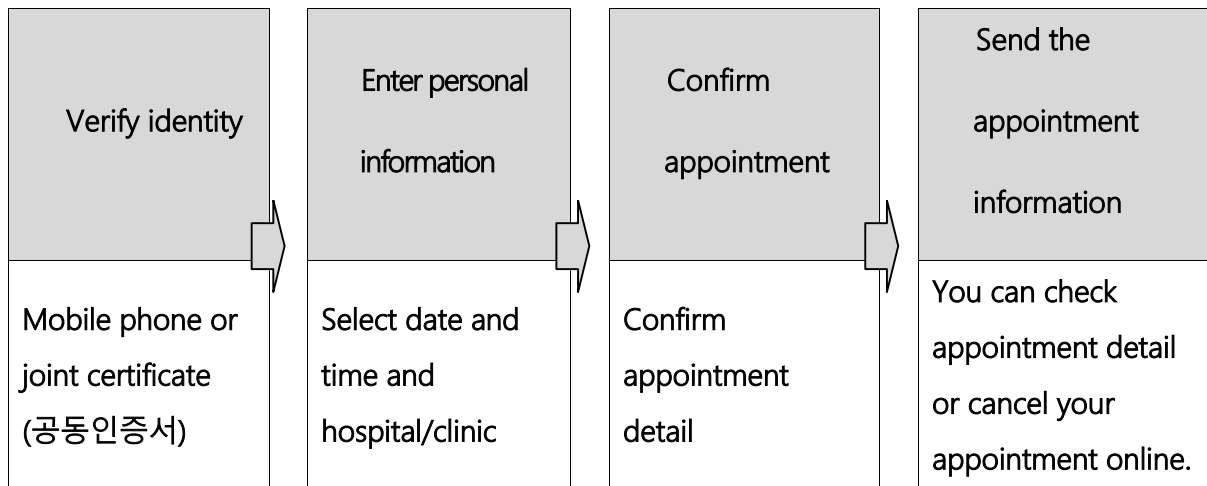 Verify identity
Mobile phone or
joint certificate
(공동인증서)
Enter personal
information
Select date and
time and
hospital/clinic
Confirm
appointment
Confirm
appointment
detail
Send the
appointment
information
You can check
appointment detail
or cancel your
appointment online.